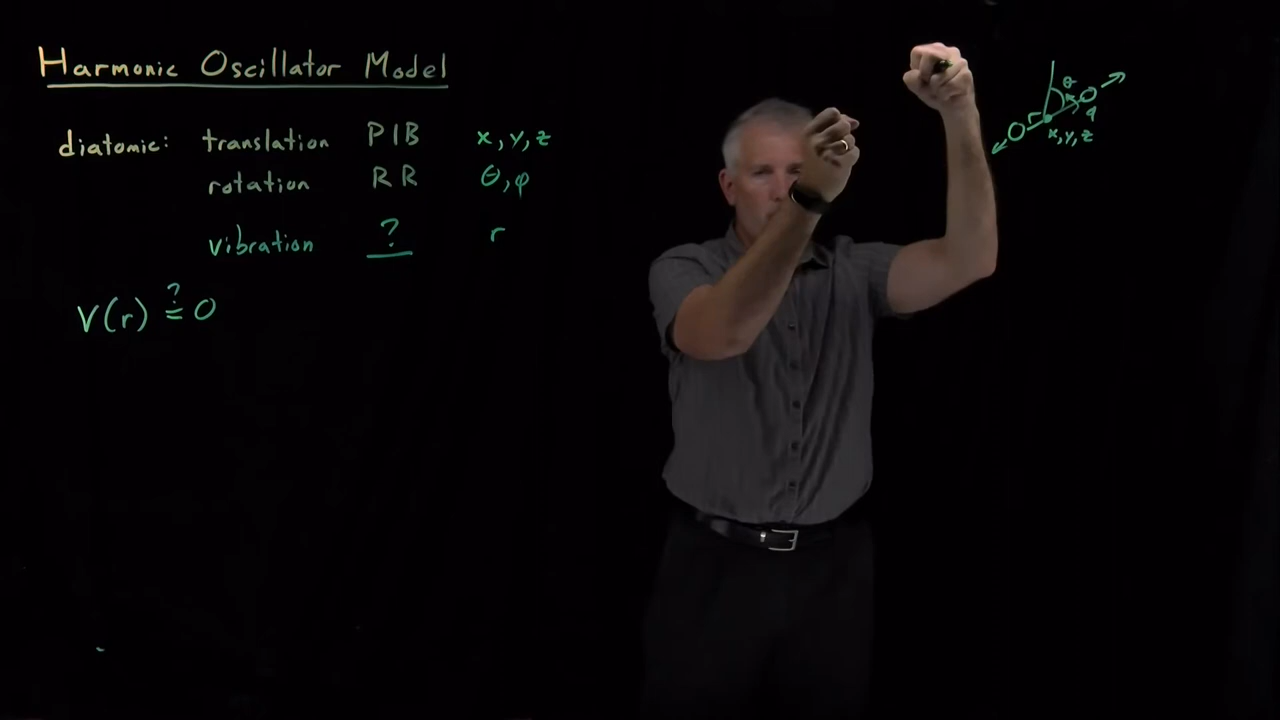 Harmonic Oscillator Model
diatomic: translation PIB x, y, z
rotation RR θ, φ
vibration ? r
V(r) ≟ 0
θ
r
φ
x, y, z